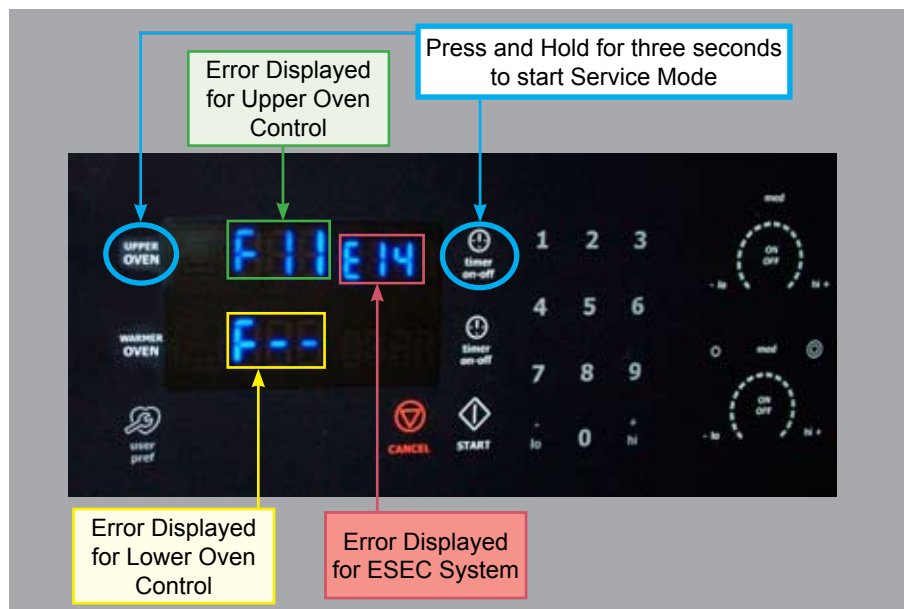 Press and Hold for three seconds
to start Service Mode
Error Displayed
for Upper Oven
Control
UPPER
OVEN
F 11
E14
timer
on-off
1 2 3
mod
ON
OFF
- lo
hi +
WARMER
OVEN
F--
timer
on-off
4 5 6
7 8 9
mod
ON
OFF
- lo
hi +
user
pref
CANCEL
START
-
lo
0
+
hi
Error Displayed
for Lower Oven
Control
Error Displayed
for ESEC System